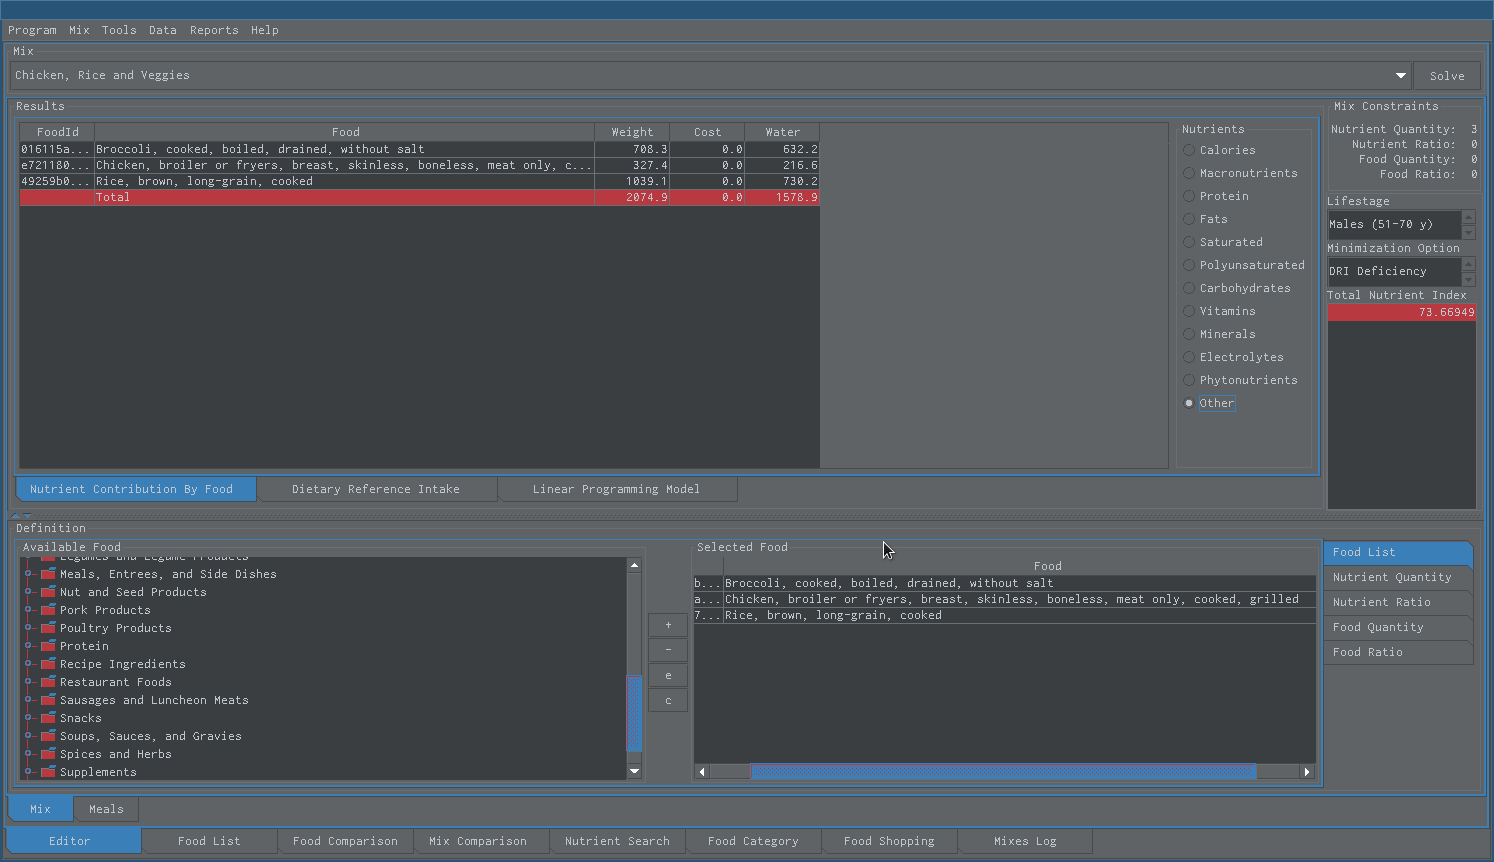 Program Mix Tools Data Reports Help
Mix
Chicken, Rice and Veggies
Solve
Results
FoodId Food Weight Cost Water
016115a... Broccoli, cooked, boiled, drained, without salt 708.3 0.0 632.2
e721180... Chicken, broiler or fryers, breast, skinless, boneless, meat only, c... 327.4 0.0 216.6
49259b0... Rice, brown, long-grain, cooked 1039.1 0.0 730.2
Total 2074.9 0.0 1578.9
Nutrients
Calories
Macronutrients
Protein
Fats
Saturated
Polyunsaturated
Carbohydrates
Vitamins
Minerals
Electrolytes
Phytonutrients
Other
Mix Constraints
Nutrient Quantity: 3
Nutrient Ratio: 0
Food Quantity: 0
Food Ratio: 0
Lifestage
Males (51-70 y)
Minimization Option
DRI Deficiency
Total Nutrient Index
73.66949
Nutrient Contribution By Food Dietary Reference Intake Linear Programming Model
Definition
Available Food
Legumes and Legume Products
Meals, Entrees, and Side Dishes
Nut and Seed Products
Pork Products
Poultry Products
Protein
Recipe Ingredients
Restaurant Foods
Sausages and Luncheon Meats
Snacks
Soups, Sauces, and Gravies
Spices and Herbs
Supplements
+
-
e
c
Selected Food
Food
b... Broccoli, cooked, boiled, drained, without salt
a... Chicken, broiler or fryers, breast, skinless, boneless, meat only, cooked, grilled
7... Rice, brown, long-grain, cooked
Food List
Nutrient Quantity
Nutrient Ratio
Food Quantity
Food Ratio
Mix Meals
Editor Food List Food Comparison Mix Comparison Nutrient Search Food Category Food Shopping Mixes Log